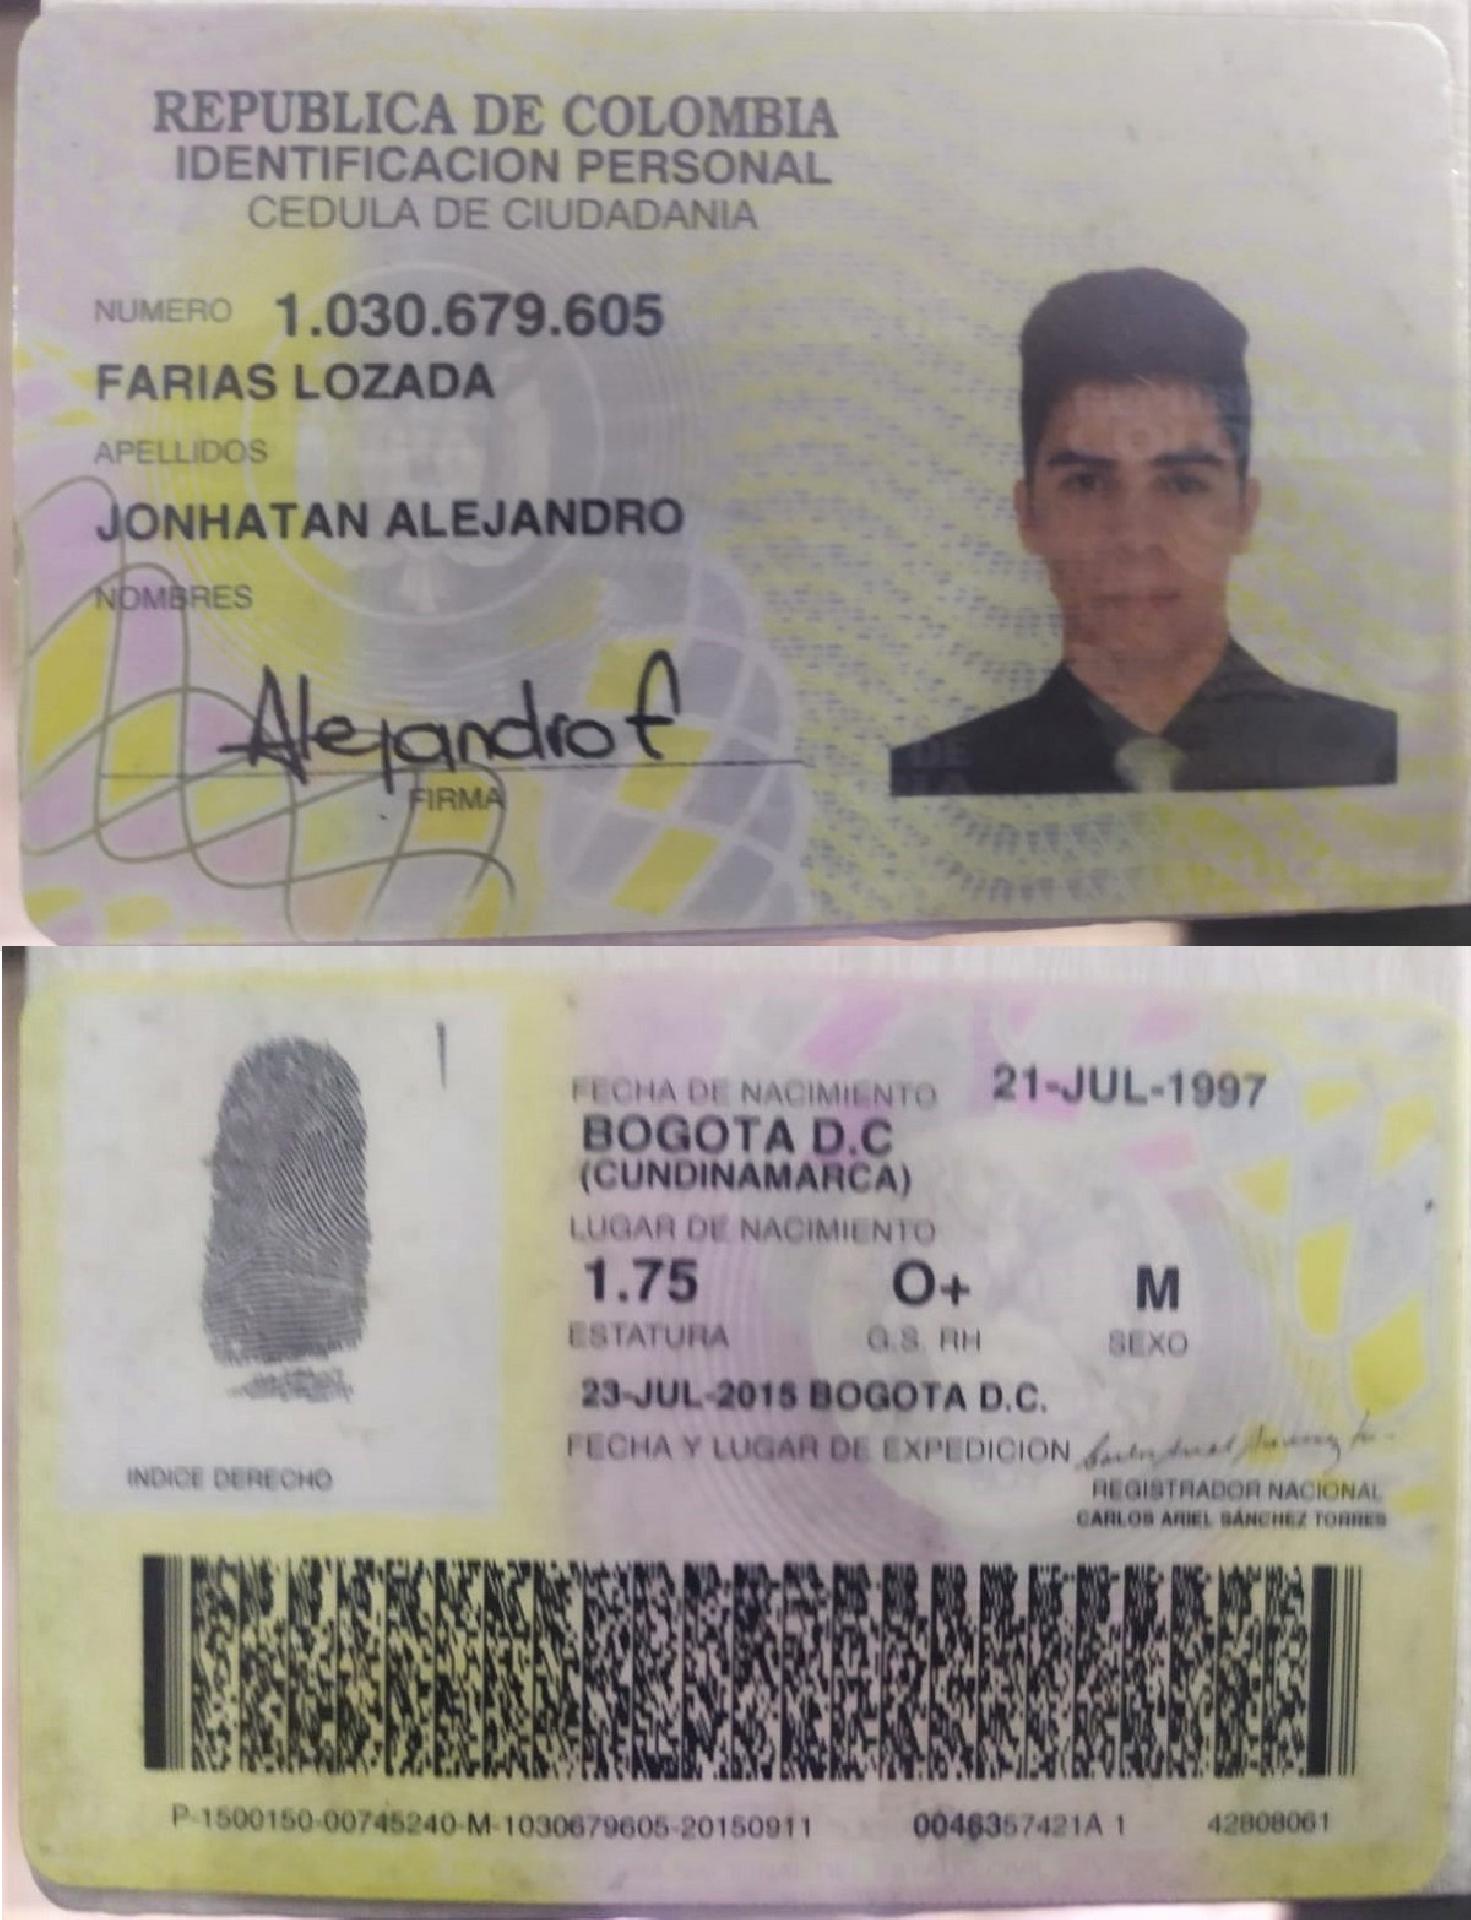 REPUBLICA DE COLOMBIA
IDENTIFICACION PERSONAL
CEDULA DE CIUDADANIA
NUMERO 1.030.679.605
FARIAS LOZADA
APELLIDOS
JONHATAN ALEJANDRO
NOMBRES
Alejandro f
FIRMA
FECHA DE NACIMIENTO 21-JUL-1997
BOGOTA D.C
(CUNDINAMARCA)
LUGAR DE NACIMIENTO
1.75 O+ M
ESTATURA G.S. RH SEXO
23-JUL-2015 BOGOTA D.C.
FECHA Y LUGAR DE EXPEDICION
INDICE DERECHO
REGISTRADOR NACIONAL
CARLOS ARIEL SÁNCHEZ TORRES
P-1500150-00745240-M-1030679605-20150911 0046357421A 1 42808061